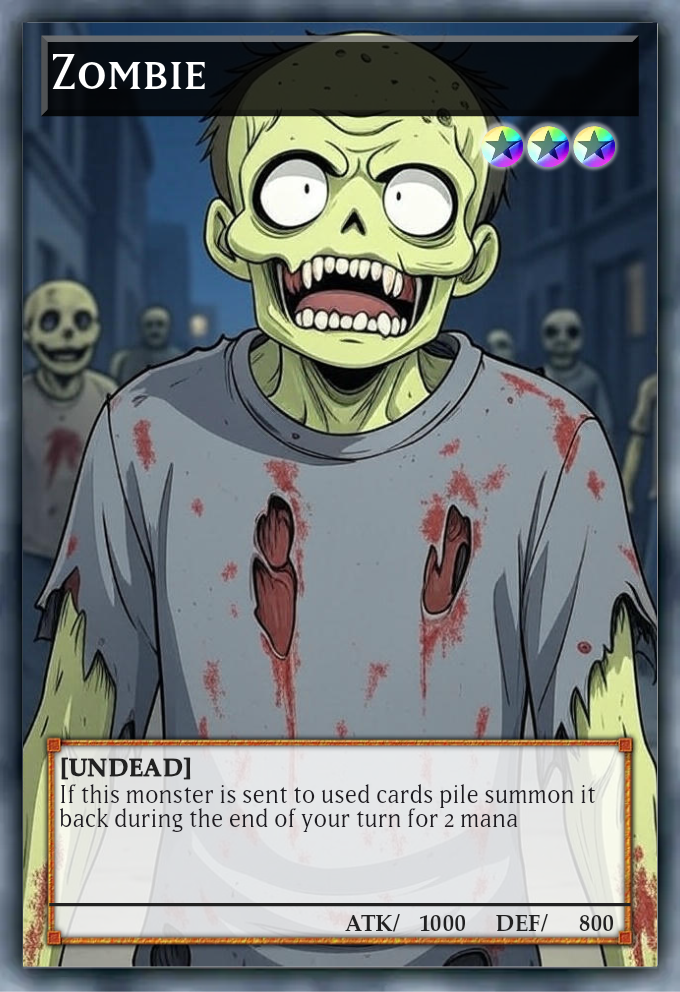 Zombie
[UNDEAD]
If this monster is sent to used cards pile summon it
back during the end of your turn for 2 mana
ATK/ 1000 DEF/ 800